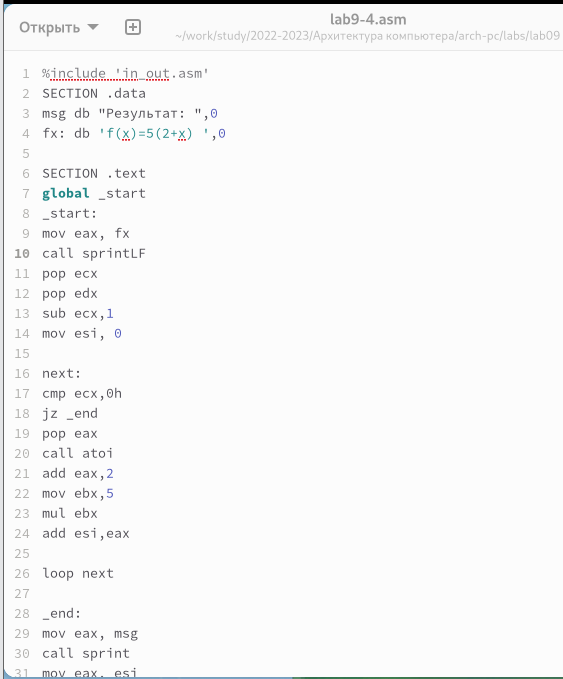 Открыть
lab9-4.asm
~/work/study/2022-2023/Архитектура компьютера/arch-pc/labs/lab09
1 %include 'in_out.asm'
2 SECTION .data
3 msg db "Результат: ",0
4 fx: db 'f(x)=5(2+x) ',0
5
6 SECTION .text
7 global _start
8 _start:
9 mov eax, fx
10 call sprintLF
11 pop ecx
12 pop edx
13 sub ecx,1
14 mov esi, 0
15
16 next:
17 cmp ecx,0h
18 jz _end
19 pop eax
20 call atoi
21 add eax,2
22 mov ebx,5
23 mul ebx
24 add esi,eax
25
26 loop next
27
28 _end:
29 mov eax, msg
30 call sprint
31 mov eax, esi